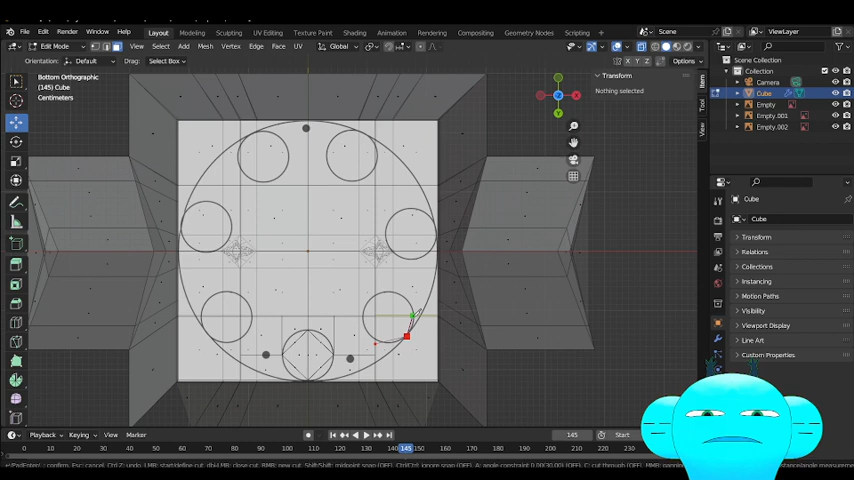 File Edit Render Window Help Layout Modeling Sculpting UV Editing Texture Paint Shading Animation Rendering Compositing Geometry Nodes Scripting Scene ViewLayer
Edit Mode View Select Add Mesh Vertex Edge Face UV Global
Orientation: Default Drag: Select Box X Y Z Options
Scene Collection
Collection
Camera
Cube
Empty
Empty.001
Empty.002
Bottom Orthographic
(145) Cube
Centimeters
Transform
Nothing selected
Item
Tool
View
Cube
Cube
Transform
Relations
Collections
Instancing
Motion Paths
Visibility
Viewport Display
Line Art
Custom Properties
Playback Keying View Marker 145 Start
0 10 20 30 40 50 60 70 80 90 100 110 120 130 145 150 160 170 180 190 200 210 220 230